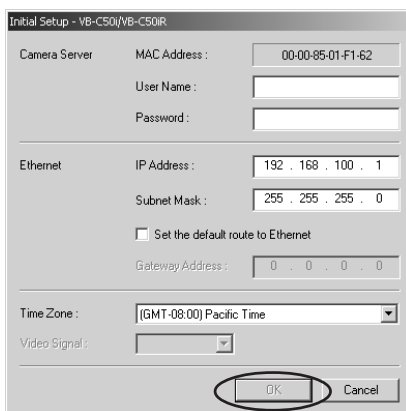 Initial Setup - VB-C50i/VB-C50iR
Camera Server MAC Address : 00-00-85-01-F1-62
User Name :
Password :
Ethernet IP Address : 192 . 168 . 100 . 1
Subnet Mask : 255 . 255 . 255 . 0
Set the default route to Ethernet
Gateway Address : 0 . 0 . 0 . 0
Time Zone : (GMT-08:00) Pacific Time
Video Signal :
OK Cancel